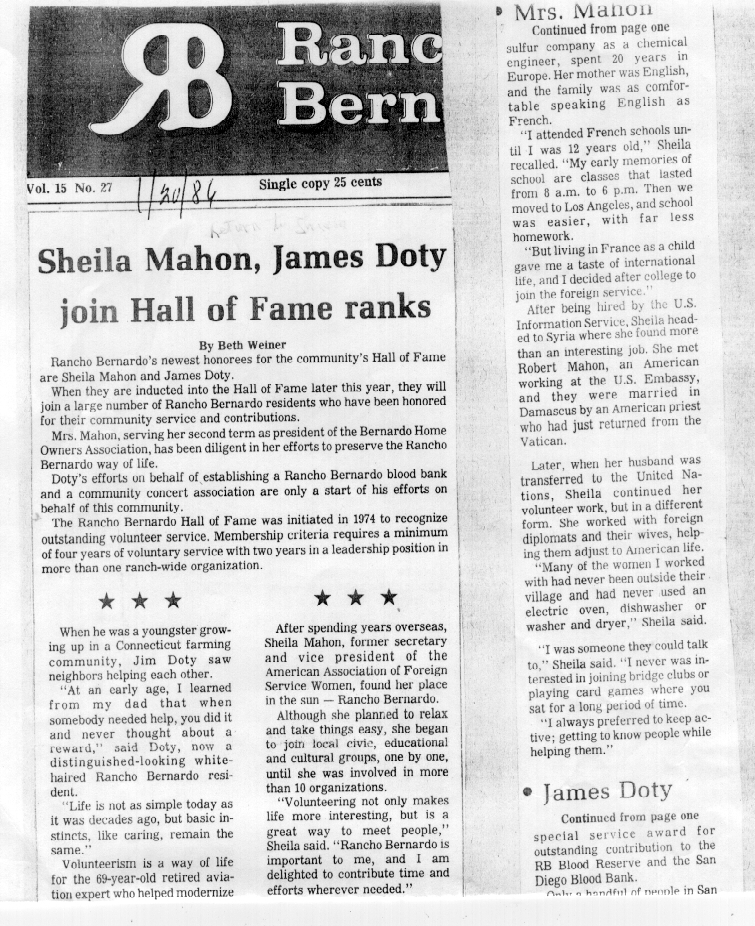 RB
Ranc
Bern
Vol. 15 No. 27
1/30/86
Single copy 25 cents
Sheila Mahon, James Doty
join Hall of Fame ranks
By Beth Weiner
Rancho Bernardo's newest honorees for the community's Hall of Fame
are Sheila Mahon and James Doty.
When they are inducted into the Hall of Fame later this year, they will
join a large number of Rancho Bernardo residents who have been honored
for their community service and contributions.
Mrs. Mahon, serving her second term as president of the Bernardo Home
Owners Association, has been diligent in her efforts to preserve the Rancho
Bernardo way of life.
Doty's efforts on behalf of establishing a Rancho Bernardo blood bank
and a community concert association are only a start of his efforts on
behalf of this community.
The Rancho Bernardo Hall of Fame was initiated in 1974 to recognize
outstanding volunteer service. Membership criteria requires a minimum
of four years of voluntary service with two years in a leadership position in
more than one ranch-wide organization.
★ ★ ★
When he was a youngster grow-
ing up in a Connecticut farming
community, Jim Doty saw
neighbors helping each other.
"At an early age, I learned
from my dad that when
somebody needed help, you did it
and never thought about a
reward," said Doty, now a
distinguished-looking white-
haired Rancho Bernardo resi-
dent.
"Life is not as simple today as
it was decades ago, but basic in-
stincts, like caring, remain the
same."
Volunteerism is a way of life
for the 69-year-old retired avia-
tion expert who helped modernize
★ ★ ★
After spending years overseas,
Sheila Mahon, former secretary
and vice president of the
American Association of Foreign
Service Women, found her place
in the sun — Rancho Bernardo.
Although she planned to relax
and take things easy, she began
to join local civic, educational
and cultural groups, one by one,
until she was involved in more
than 10 organizations.
"Volunteering not only makes
life more interesting, but is a
great way to meet people,"
Sheila said. "Rancho Bernardo is
important to me, and I am
delighted to contribute time and
efforts wherever needed."
• Mrs. Mahon
Continued from page one
sulfur company as a chemical
engineer, spent 20 years in
Europe. Her mother was English,
and the family was as comfor-
table speaking English as
French.
"I attended French schools un-
til I was 12 years old," Sheila
recalled. "My early memories of
school are classes that lasted
from 8 a.m. to 6 p.m. Then we
moved to Los Angeles, and school
was easier, with far less
homework.
"But living in France as a child
gave me a taste of international
life, and I decided after college to
join the foreign service."
After being hired by the U.S.
Information Service, Sheila head-
ed to Syria where she found more
than an interesting job. She met
Robert Mahon, an American
working at the U.S. Embassy,
and they were married in
Damascus by an American priest
who had just returned from the
Vatican.
Later, when her husband was
transferred to the United Na-
tions, Sheila continued her
volunteer work, but in a different
form. She worked with foreign
diplomats and their wives, help-
ing them adjust to American life.
"Many of the women I worked
with had never been outside their
village and had never used an
electric oven, dishwasher or
washer and dryer," Sheila said.
"I was someone they could talk
to," Sheila said. "I never was in-
terested in joining bridge clubs or
playing card games where you
sat for a long period of time.
"I always preferred to keep ac-
tive; getting to know people while
helping them."
• James Doty
Continued from page one
special service award for
outstanding contribution to the
RB Blood Reserve and the San
Diego Blood Bank.
Only a handful of people in San